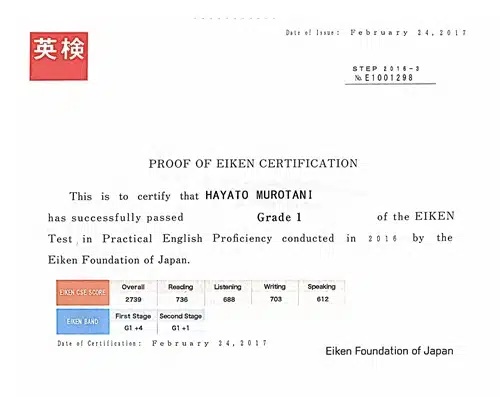 英検
Date of Issue: February 24, 2017
STEP 2016-3
№ E1001298
PROOF OF EIKEN CERTIFICATION
This is to certify that HAYATO MUROTANI
has successfully passed Grade 1 of the EIKEN
Test in Practical English Proficiency conducted in 2016 by the
Eiken Foundation of Japan.
Overall Reading Listening Writing Speaking
EIKEN CSE SCORE 2739 736 688 703 612
First Stage Second Stage
EIKEN BAND G1 +4 G1 +1
Date of Certification: February 24, 2017
Eiken Foundation of Japan